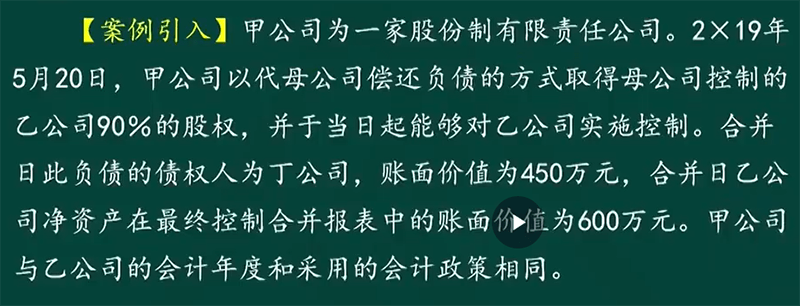 【案例引入】甲公司为一家股份制有限责任公司。2×19年
5月20日，甲公司以代母公司偿还负债的方式取得母公司控制的
乙公司90%的股权，并于当日起能够对乙公司实施控制。合并
日此负债的债权人为丁公司，账面价值为450万元，合并日乙公
司净资产在最终控制合并报表中的账面价值为600万元。甲公司
与乙公司的会计年度和采用的会计政策相同。